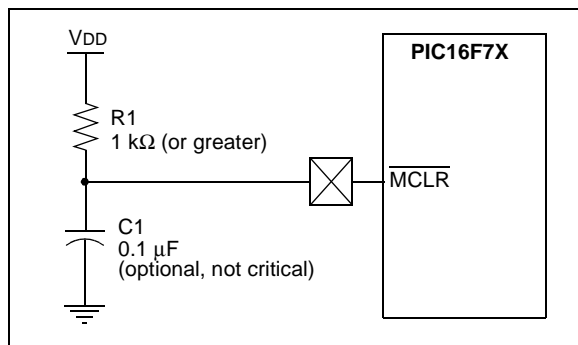 VDD
PIC16F7X
R1
1 kΩ (or greater)
MCLR
C1
0.1 μF
(optional, not critical)